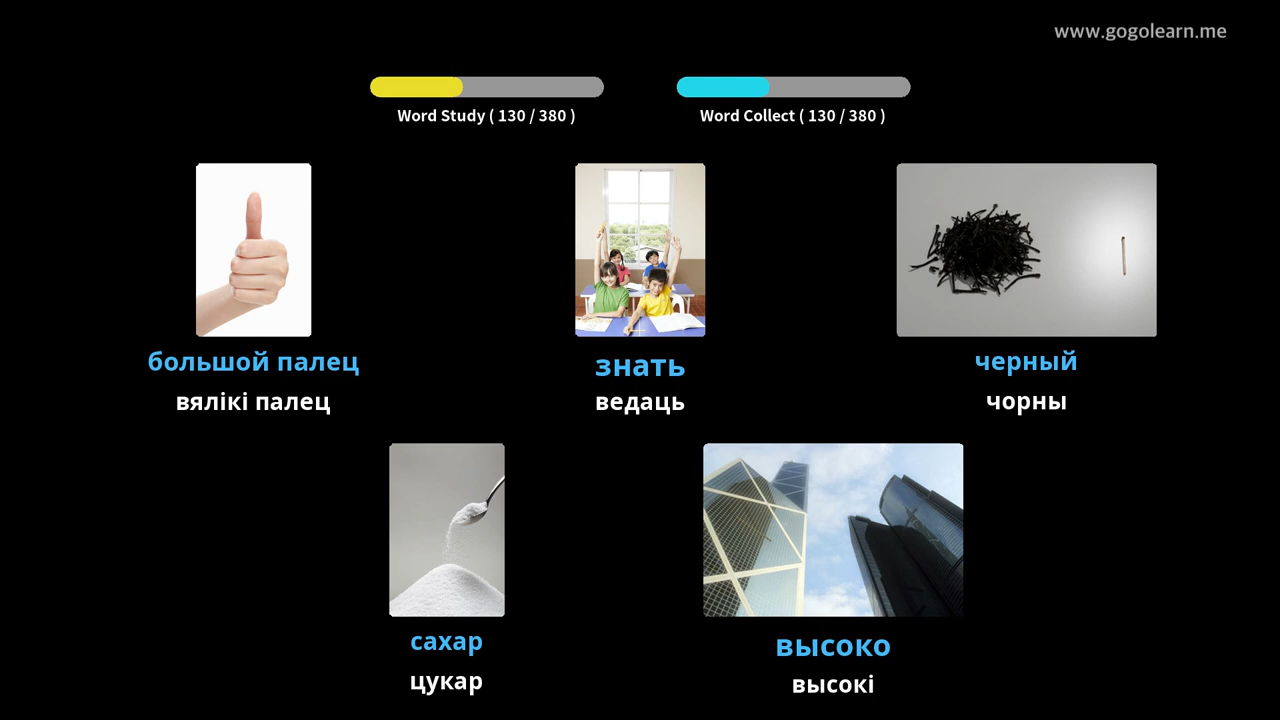 www.gogolearn.me
Word Study ( 130 / 380 )
Word Collect ( 130 / 380 )
большой палец
вялікі палец
знать
ведаць
черный
чорны
сахар
цукар
высоко
высокі